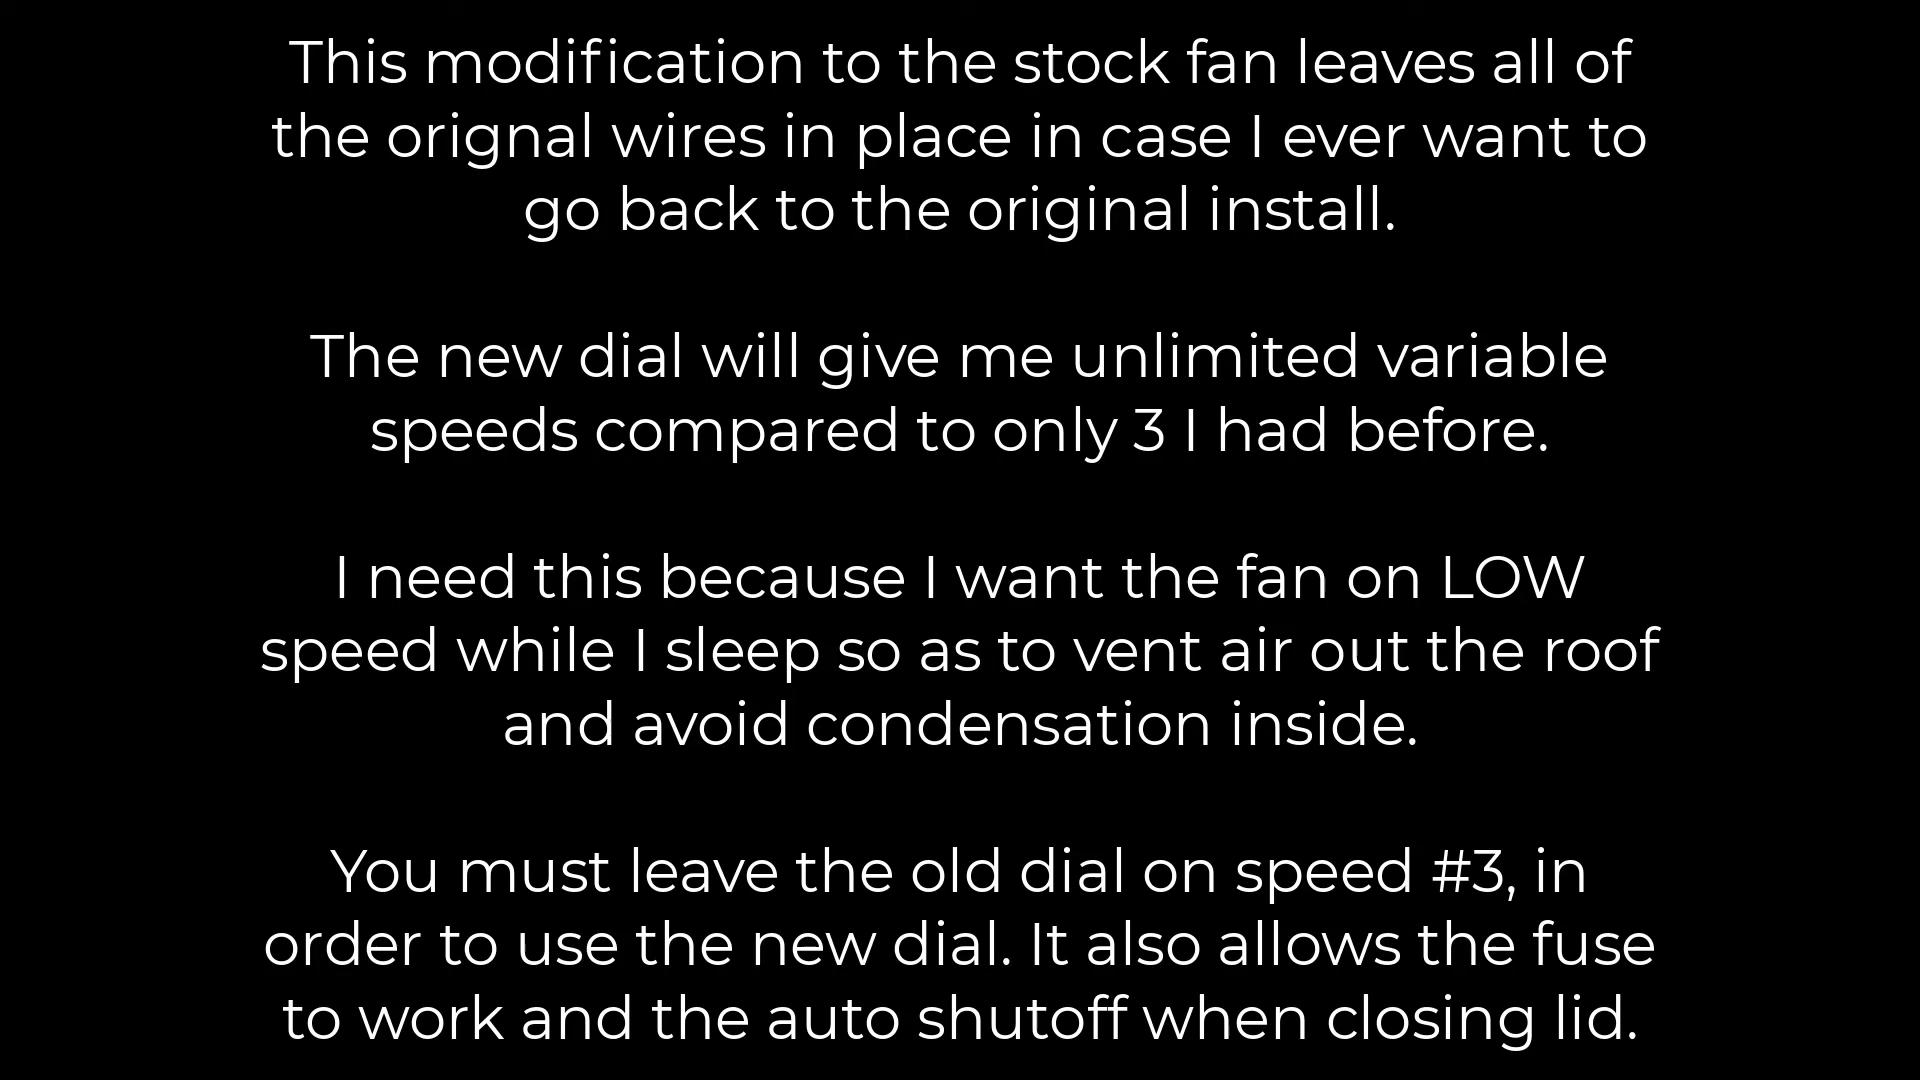 This modification to the stock fan leaves all of
the orignal wires in place in case I ever want to
go back to the original install.
The new dial will give me unlimited variable
speeds compared to only 3 I had before.
I need this because I want the fan on LOW
speed while I sleep so as to vent air out the roof
and avoid condensation inside.
You must leave the old dial on speed #3, in
order to use the new dial. It also allows the fuse
to work and the auto shutoff when closing lid.